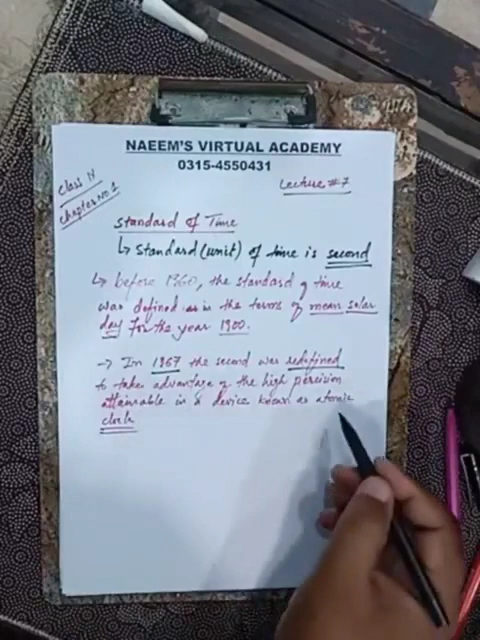 NAEEM'S VIRTUAL ACADEMY
0315-4550431
Class IX
Chapter No 1
Lecture #7
Standard of Time
↳ Standard (unit) of time is second
↳ before 1960, the standard of time
was defined as in the terms of mean solar
day for the year 1900.
→ In 1967 the second was redefined
to take advantage of the high percision
attainable in a device known as atomic
clock